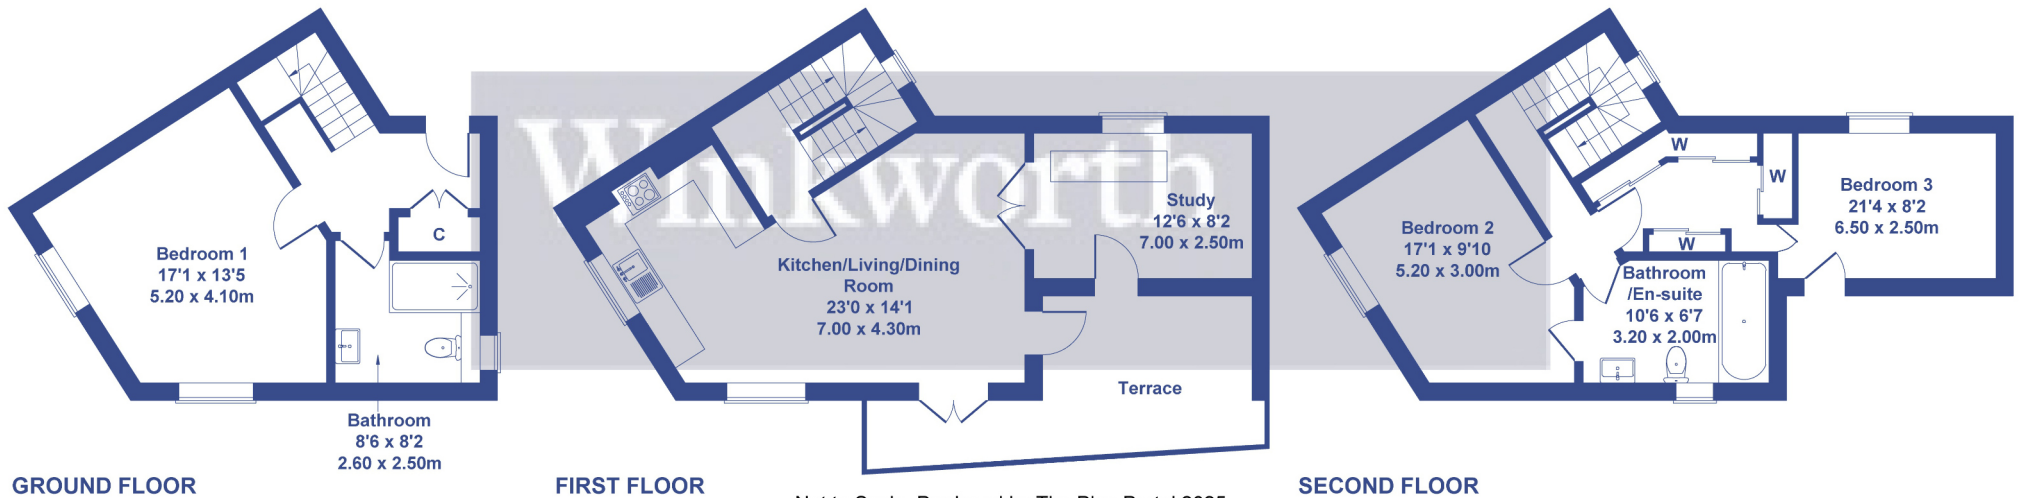 Winkworth
Bedroom 1
17'1 x 13'5
5.20 x 4.10m
C
Bathroom
8'6 x 8'2
2.60 x 2.50m
GROUND FLOOR
Kitchen/Living/Dining
Room
23'0 x 14'1
7.00 x 4.30m
Study
12'6 x 8'2
7.00 x 2.50m
Terrace
FIRST FLOOR
Bedroom 2
17'1 x 9'10
5.20 x 3.00m
W
W
W
Bedroom 3
21'4 x 8'2
6.50 x 2.50m
Bathroom
/En-suite
10'6 x 6'7
3.20 x 2.00m
SECOND FLOOR